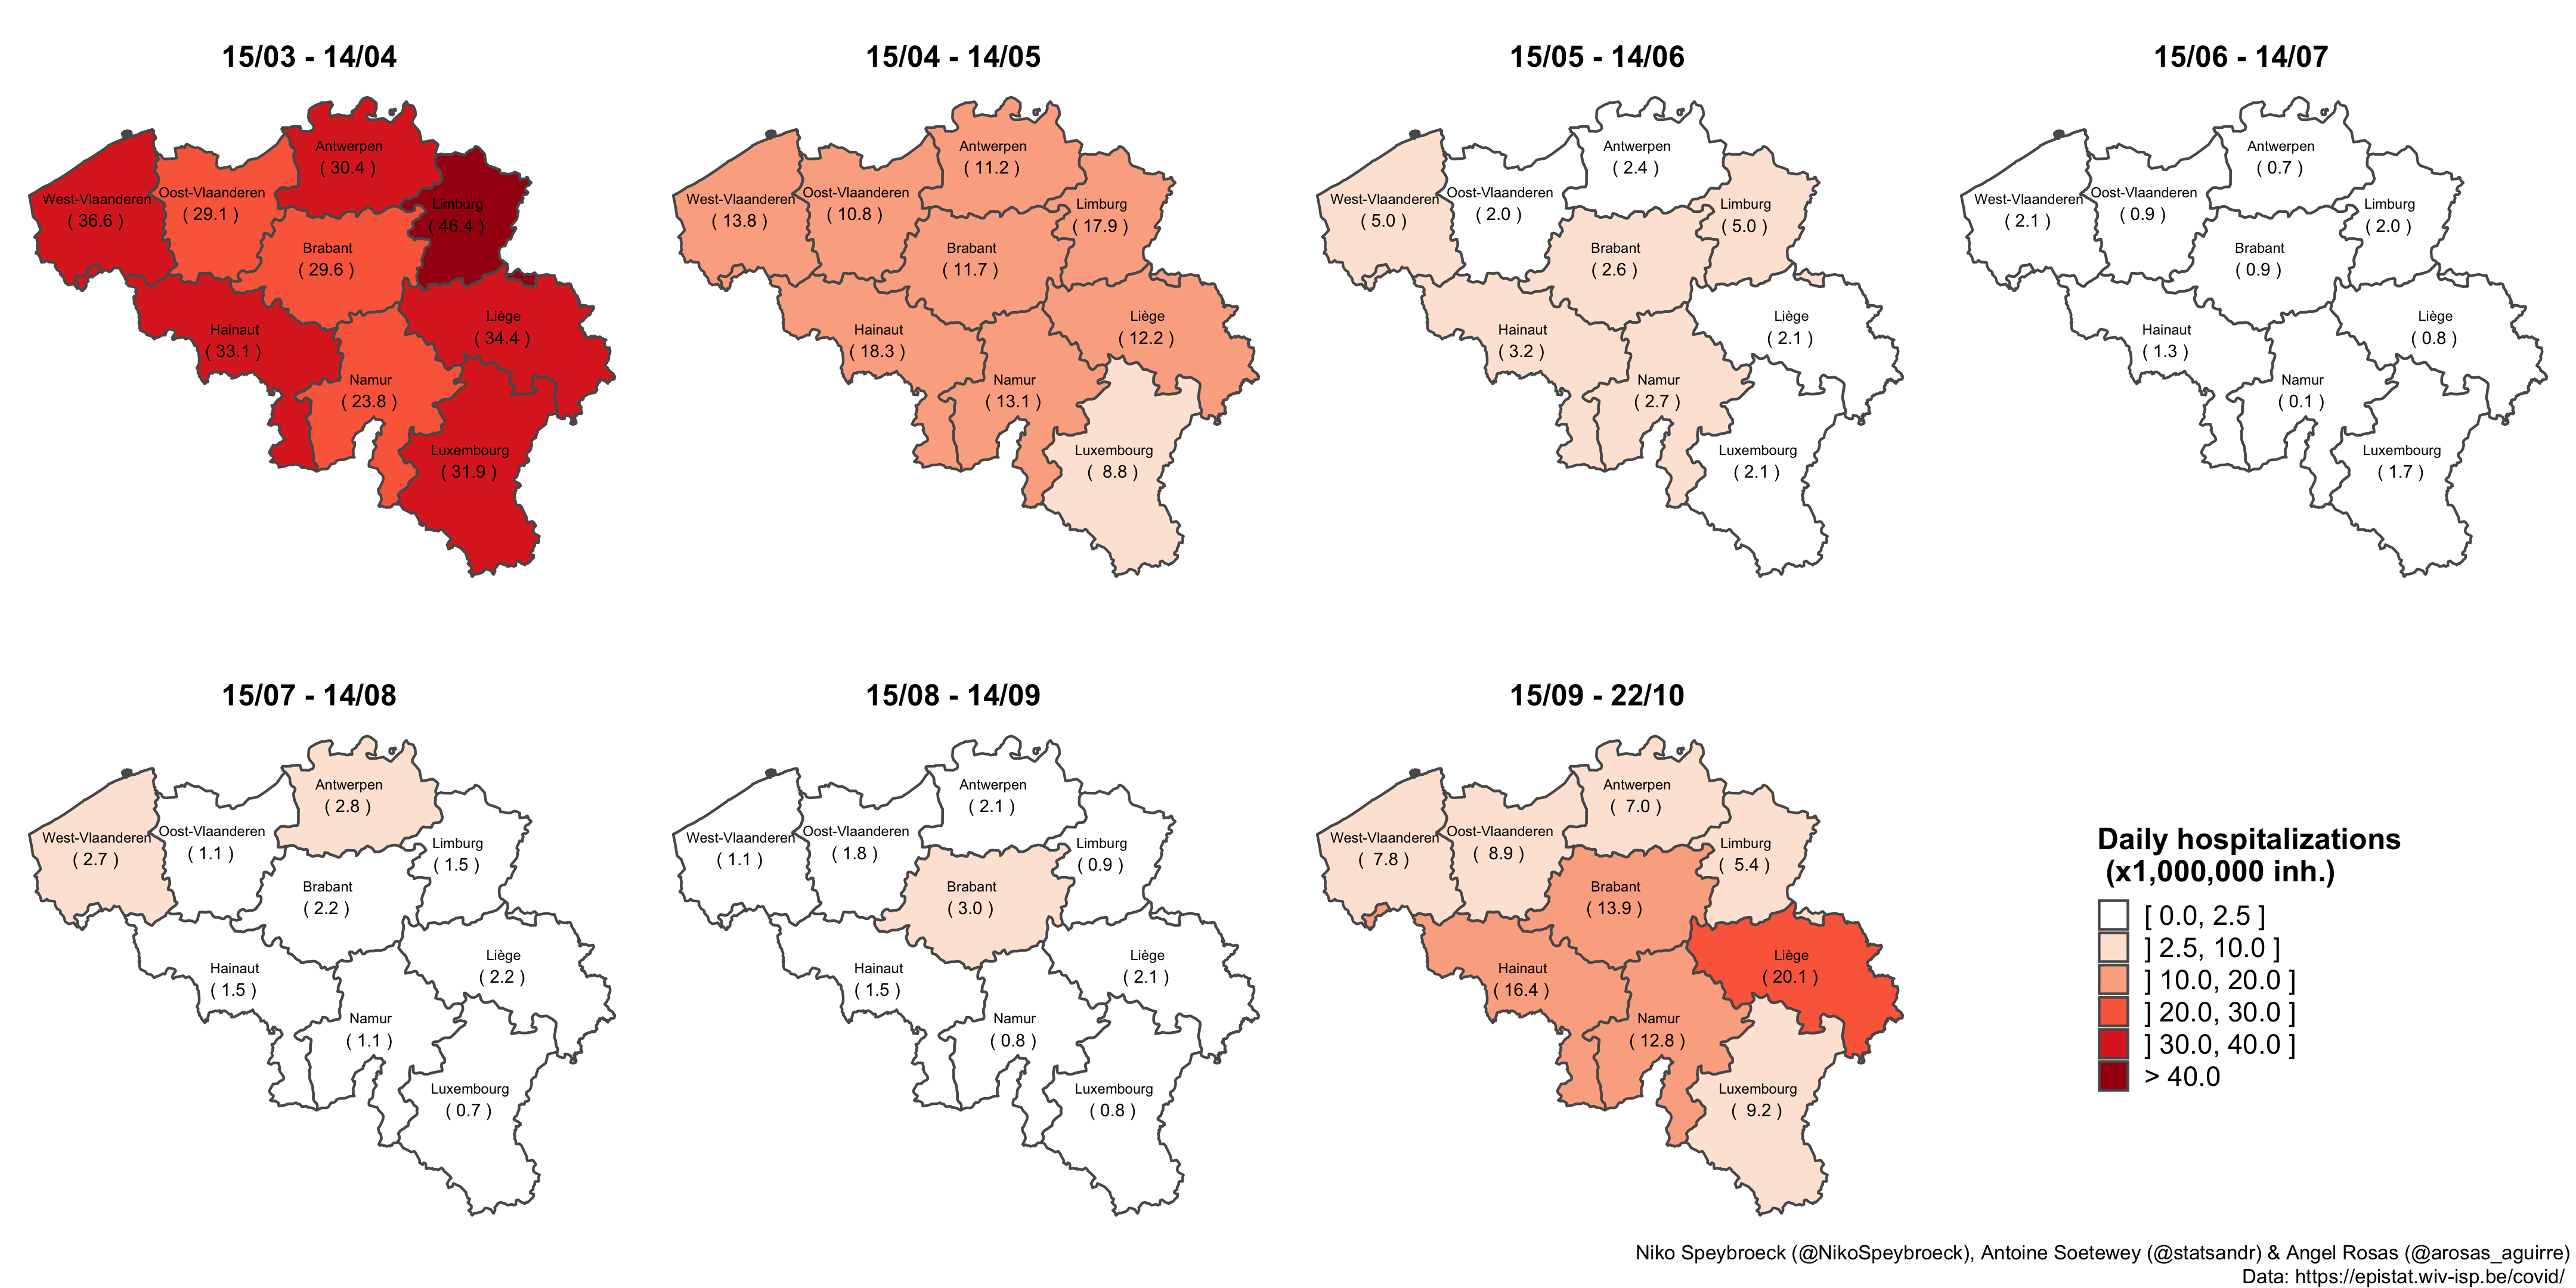 15/03 - 14/04
Antwerpen
( 30.4 )
West-Vlaanderen
( 36.6 )
Oost-Vlaanderen
( 29.1 )
Limburg
( 46.4 )
Brabant
( 29.6 )
Hainaut
( 33.1 )
Liège
( 34.4 )
Namur
( 23.8 )
Luxembourg
( 31.9 )
15/04 - 14/05
Antwerpen
( 11.2 )
West-Vlaanderen
( 13.8 )
Oost-Vlaanderen
( 10.8 )
Limburg
( 17.9 )
Brabant
( 11.7 )
Hainaut
( 18.3 )
Liège
( 12.2 )
Namur
( 13.1 )
Luxembourg
( 8.8 )
15/05 - 14/06
Antwerpen
( 2.4 )
West-Vlaanderen
( 5.0 )
Oost-Vlaanderen
( 2.0 )
Limburg
( 5.0 )
Brabant
( 2.6 )
Hainaut
( 3.2 )
Liège
( 2.1 )
Namur
( 2.7 )
Luxembourg
( 2.1 )
15/06 - 14/07
Antwerpen
( 0.7 )
West-Vlaanderen
( 2.1 )
Oost-Vlaanderen
( 0.9 )
Limburg
( 2.0 )
Brabant
( 0.9 )
Hainaut
( 1.3 )
Liège
( 0.8 )
Namur
( 0.1 )
Luxembourg
( 1.7 )
15/07 - 14/08
Antwerpen
( 2.8 )
West-Vlaanderen
( 2.7 )
Oost-Vlaanderen
( 1.1 )
Limburg
( 1.5 )
Brabant
( 2.2 )
Hainaut
( 1.5 )
Liège
( 2.2 )
Namur
( 1.1 )
Luxembourg
( 0.7 )
15/08 - 14/09
Antwerpen
( 2.1 )
West-Vlaanderen
( 1.1 )
Oost-Vlaanderen
( 1.8 )
Limburg
( 0.9 )
Brabant
( 3.0 )
Hainaut
( 1.5 )
Liège
( 2.1 )
Namur
( 0.8 )
Luxembourg
( 0.8 )
15/09 - 22/10
Antwerpen
( 7.0 )
West-Vlaanderen
( 7.8 )
Oost-Vlaanderen
( 8.9 )
Limburg
( 5.4 )
Brabant
( 13.9 )
Hainaut
( 16.4 )
Liège
( 20.1 )
Namur
( 12.8 )
Luxembourg
( 9.2 )
Daily hospitalizations
(x1,000,000 inh.)
[ 0.0, 2.5 ]
] 2.5, 10.0 ]
] 10.0, 20.0 ]
] 20.0, 30.0 ]
] 30.0, 40.0 ]
> 40.0
Niko Speybroeck (@NikoSpeybroeck), Antoine Soetewey (@statsandr) & Angel Rosas (@arosas_aguirre)
Data: https://epistat.wiv-isp.be/covid/